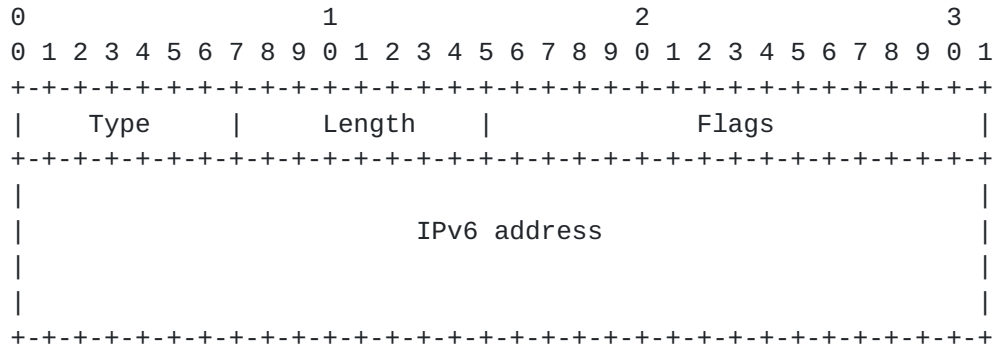 0                   1                   2                   3
0 1 2 3 4 5 6 7 8 9 0 1 2 3 4 5 6 7 8 9 0 1 2 3 4 5 6 7 8 9 0 1
+-+-+-+-+-+-+-+-+-+-+-+-+-+-+-+-+-+-+-+-+-+-+-+-+-+-+-+-+-+-+-+
|    Type     |     Length    |             Flags             |
+-+-+-+-+-+-+-+-+-+-+-+-+-+-+-+-+-+-+-+-+-+-+-+-+-+-+-+-+-+-+-+
|                                                             |
|                         IPv6 address                        |
|                                                             |
|                                                             |
+-+-+-+-+-+-+-+-+-+-+-+-+-+-+-+-+-+-+-+-+-+-+-+-+-+-+-+-+-+-+-+